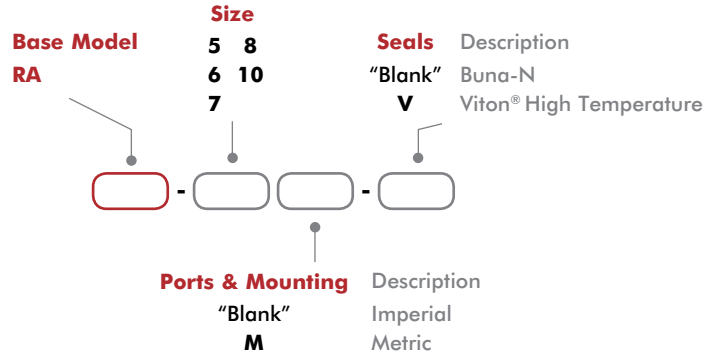 Size
Base Model
RA
5 8
6 10
7
Seals Description
“Blank” Buna-N
V Viton® High Temperature
- -
Ports & Mounting Description
“Blank” Imperial
M Metric